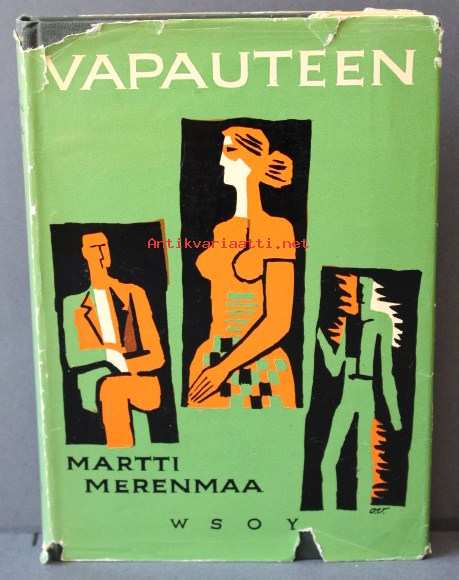 VAPAUTEEN
Antikvariaatti.net
MARTTI
MERENMAA
WSOY